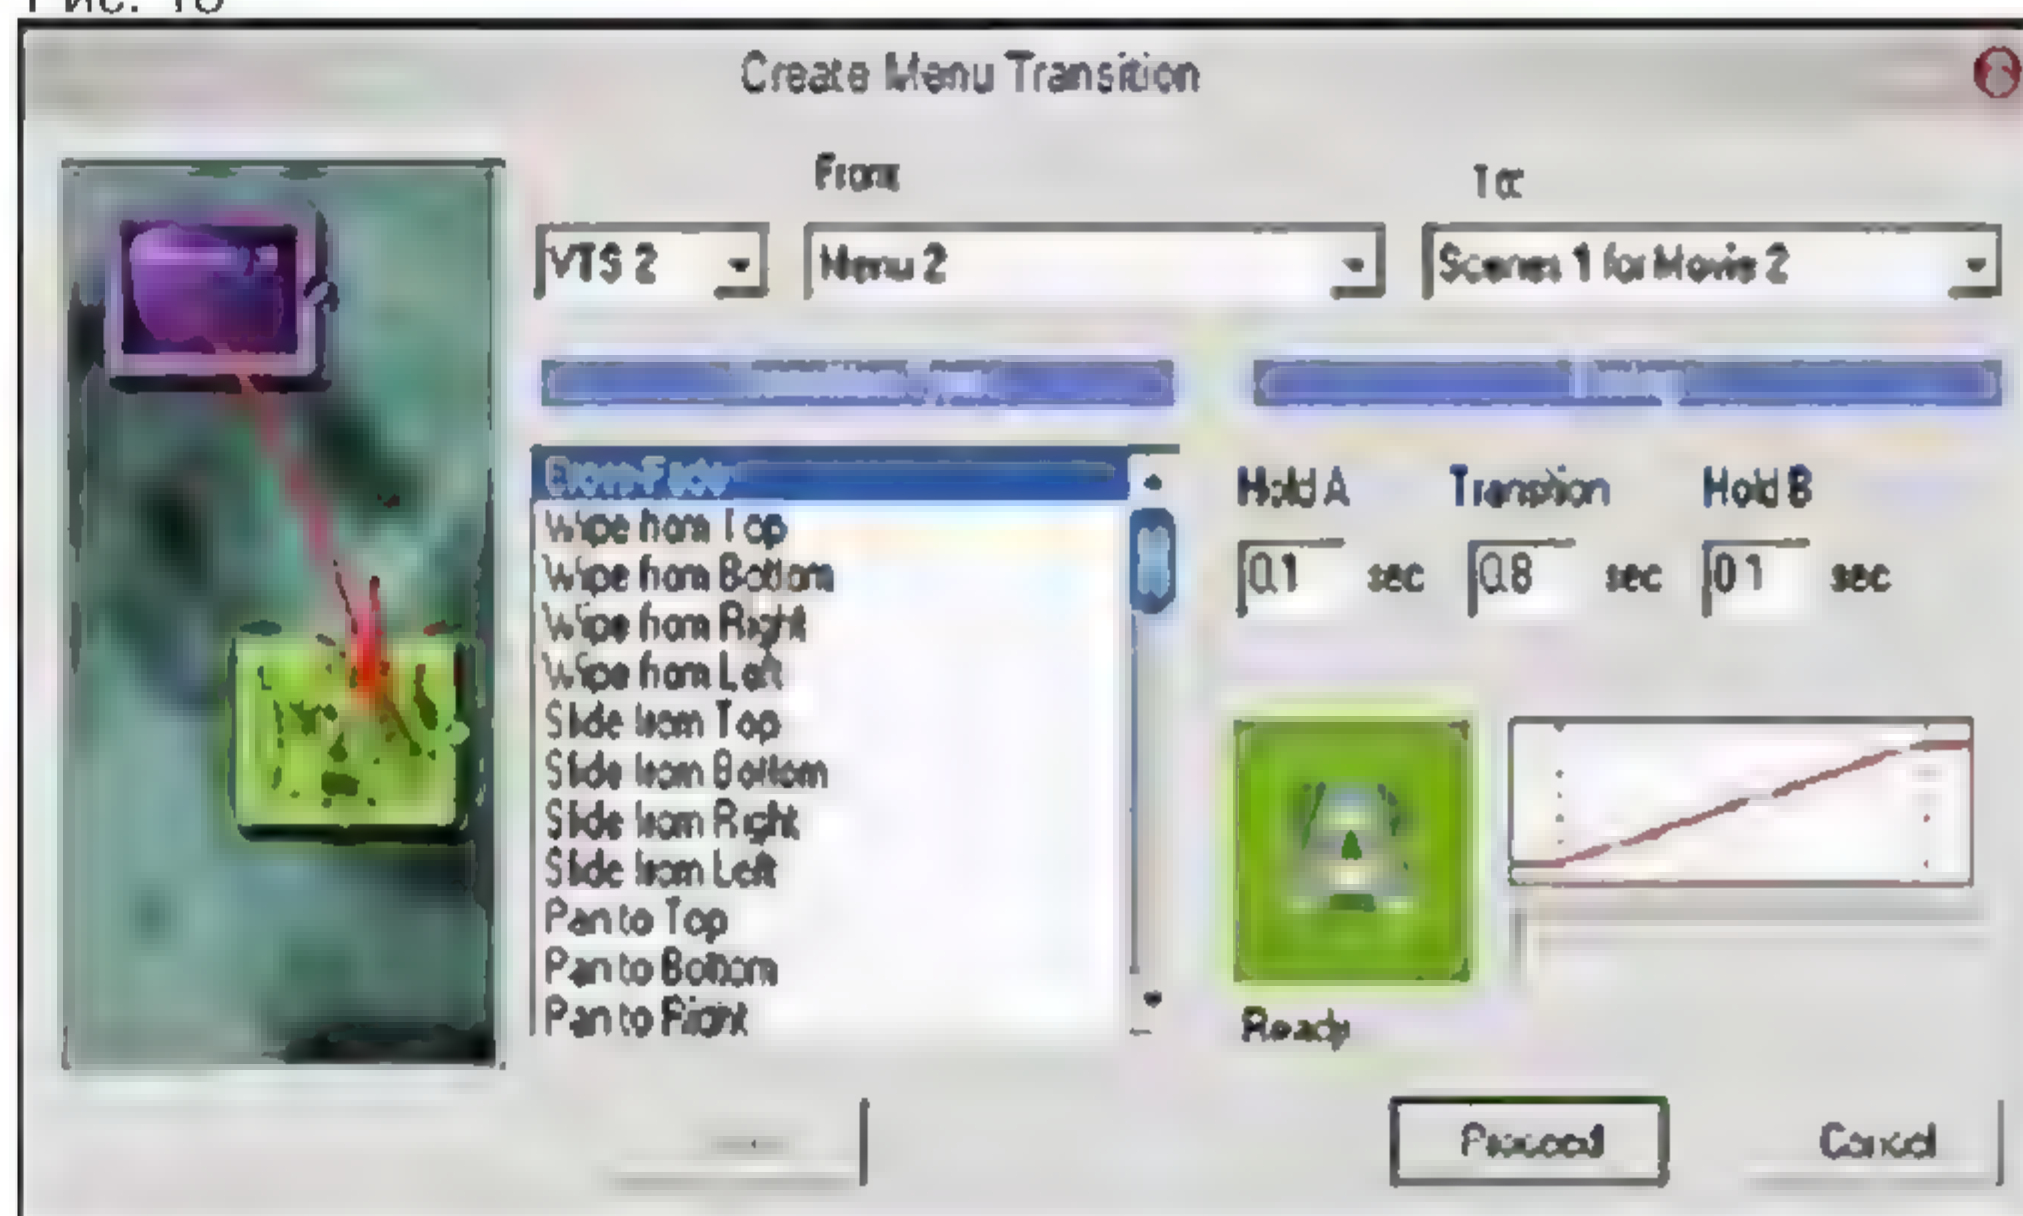 Рис. 18
Create Menu Transition
From:
To:
VTS 2
Menu 2
Scenes 1 for Movie 2
Cross-Fade
Hold A
Transition
Hold B
Wipe from Top
Wipe from Bottom
0.1 sec
0.8 sec
0.1 sec
Wipe from Right
Wipe from Left
Slide from Top
Slide from Bottom
Slide from Right
Slide from Left
Pan to Top
Pan to Bottom
Pan to Right
Ready
Proceed
Cancel